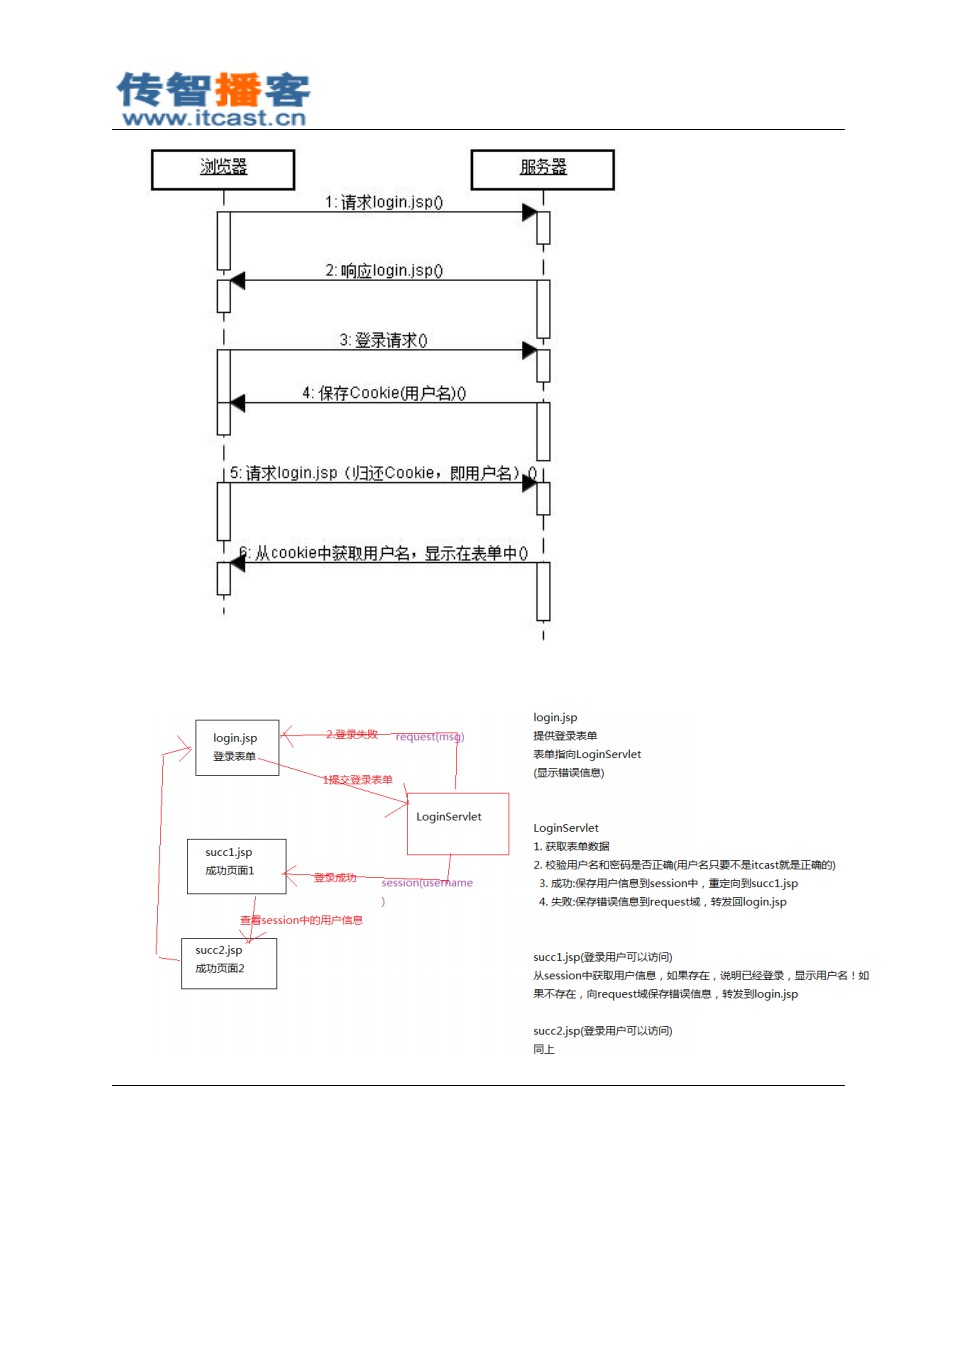 传智播客
www.itcast.cn
浏览器
服务器
1: 请求login.jsp()
2: 响应login.jsp()
3: 登录请求()
4: 保存Cookie(用户名)()
5: 请求login.jsp（归还Cookie，即用户名）()
6: 从cookie中获取用户名，显示在表单中()
login.jsp
登录表单
2.登录失败
request(msg)
1提交登录表单
LoginServlet
succ1.jsp
成功页面1
登录成功
session(username
)
查看session中的用户信息
succ2.jsp
成功页面2
login.jsp
提供登录表单
表单指向LoginServlet
(显示错误信息)
LoginServlet
1. 获取表单数据
2. 校验用户名和密码是否正确(用户名只要不是itcast就是正确的)
3. 成功:保存用户信息到session中，重定向到succ1.jsp
4. 失败:保存错误信息到request域，转发回login.jsp
succ1.jsp(登录用户可以访问)
从session中获取用户信息，如果存在，说明已经登录，显示用户名！如
果不存在，向request域保存错误信息，转发到login.jsp
succ2.jsp(登录用户可以访问)
同上